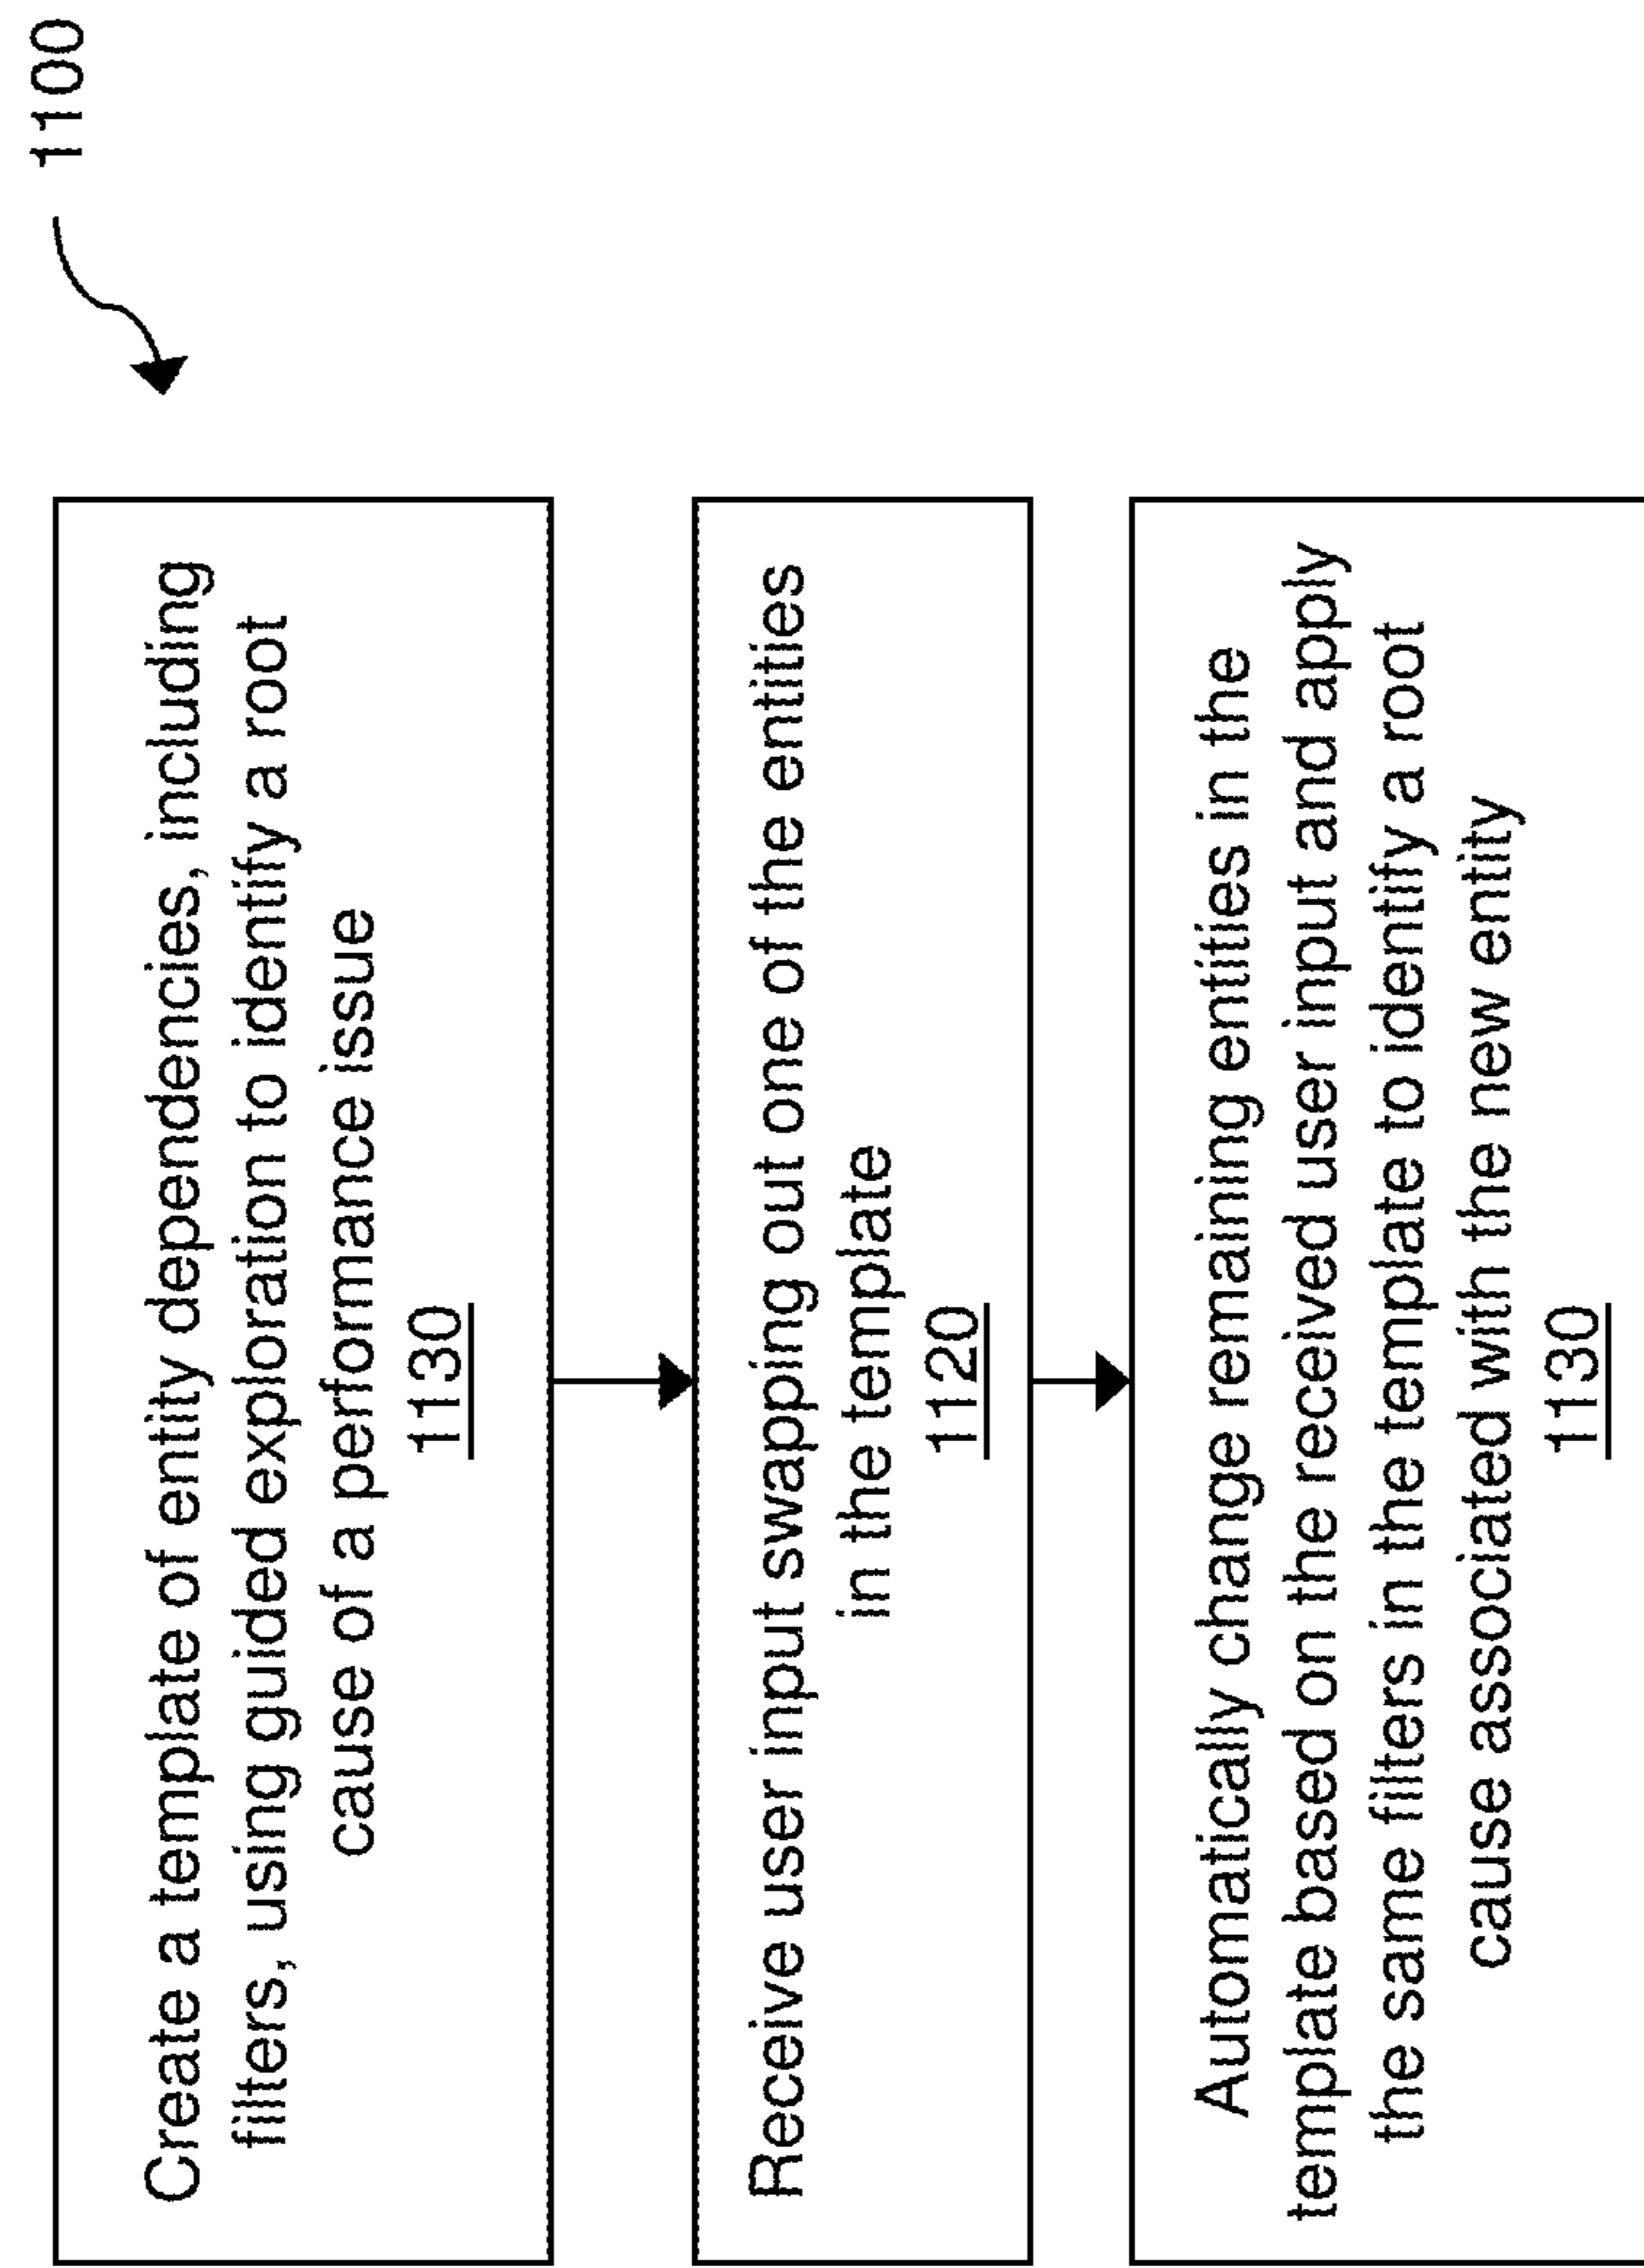 1100
Create a template of entity dependencies, including
filters, using guided exploration to identify a root
cause of a performance issue
1130
Receive user input swapping out one of the entities
in the template
1120
Automatically change remaining entities in the
template based on the received user input and apply
the same filters in the template to identify a root
cause associated with the new entity
1130